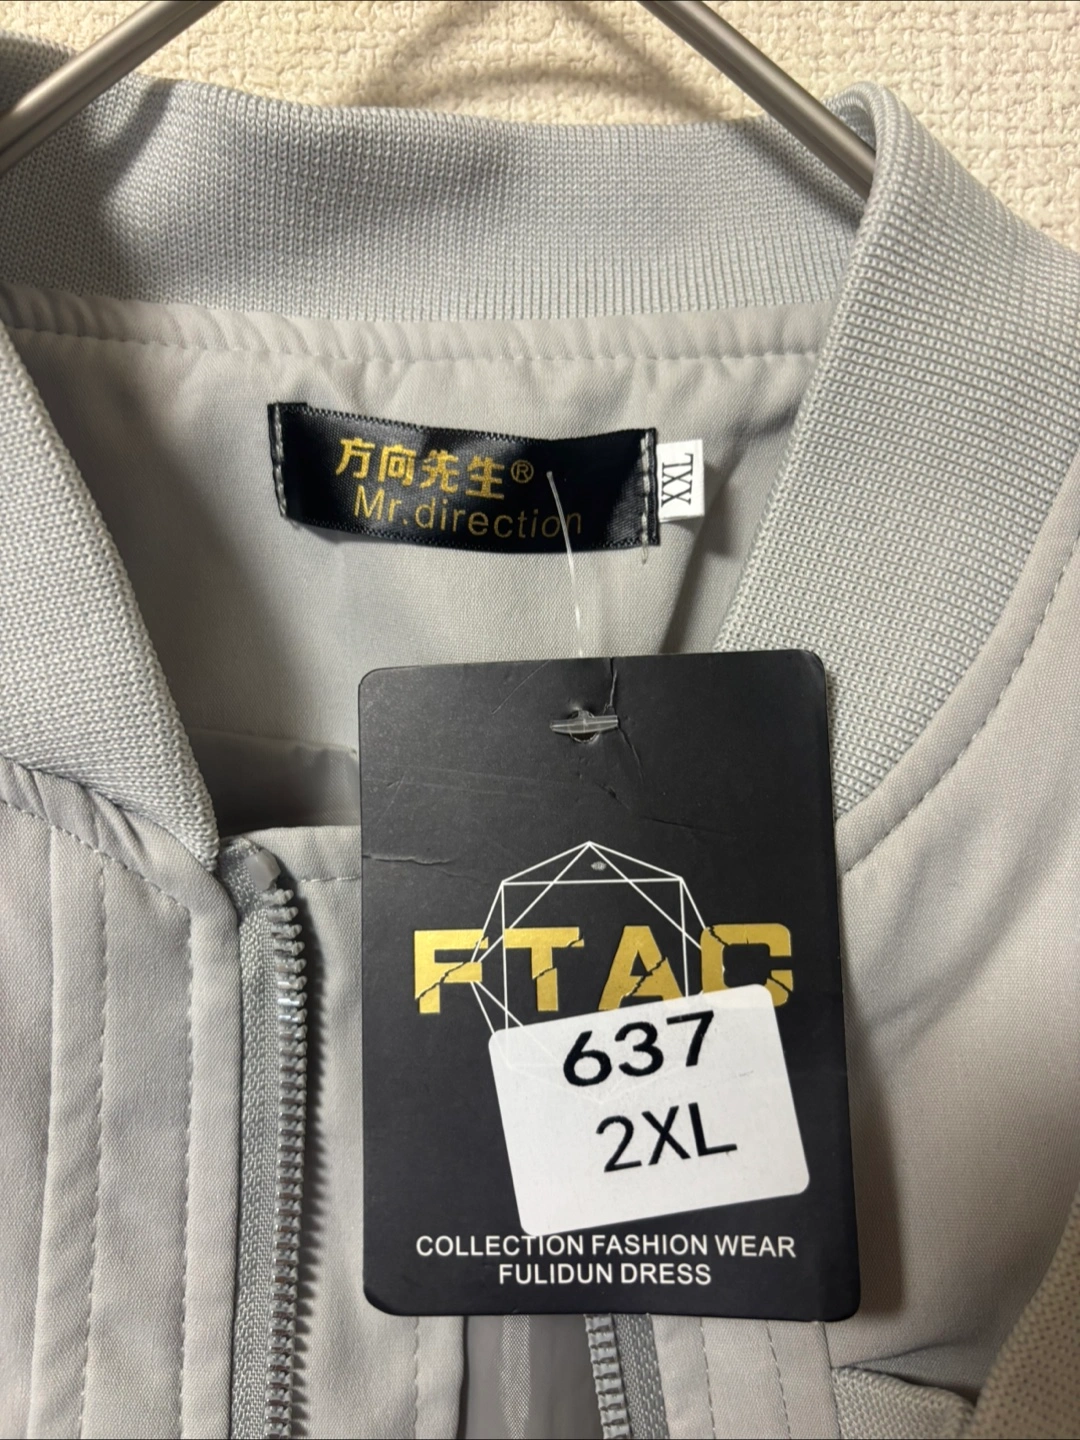 方向先生®
Mr.direction
XXL
FTAC
637
2XL
COLLECTION FASHION WEAR
FULIDUN DRESS